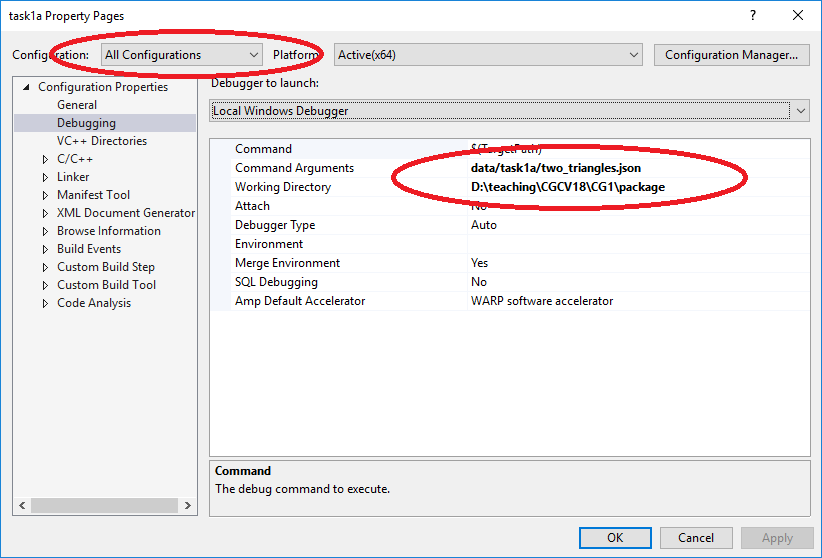 task1a Property Pages
Configuration: All Configurations Platform: Active(x64) Configuration Manager...
Configuration Properties
General
Debugging
VC++ Directories
C/C++
Linker
Manifest Tool
XML Document Generator
Browse Information
Build Events
Custom Build Step
Custom Build Tool
Code Analysis
Debugger to launch:
Local Windows Debugger
Command $(TargetPath)
Command Arguments data/task1a/two_triangles.json
Working Directory D:\teaching\CGCV18\CG1\package
Attach No
Debugger Type Auto
Environment
Merge Environment Yes
SQL Debugging No
Amp Default Accelerator WARP software accelerator
Command
The debug command to execute.
OK Cancel Apply